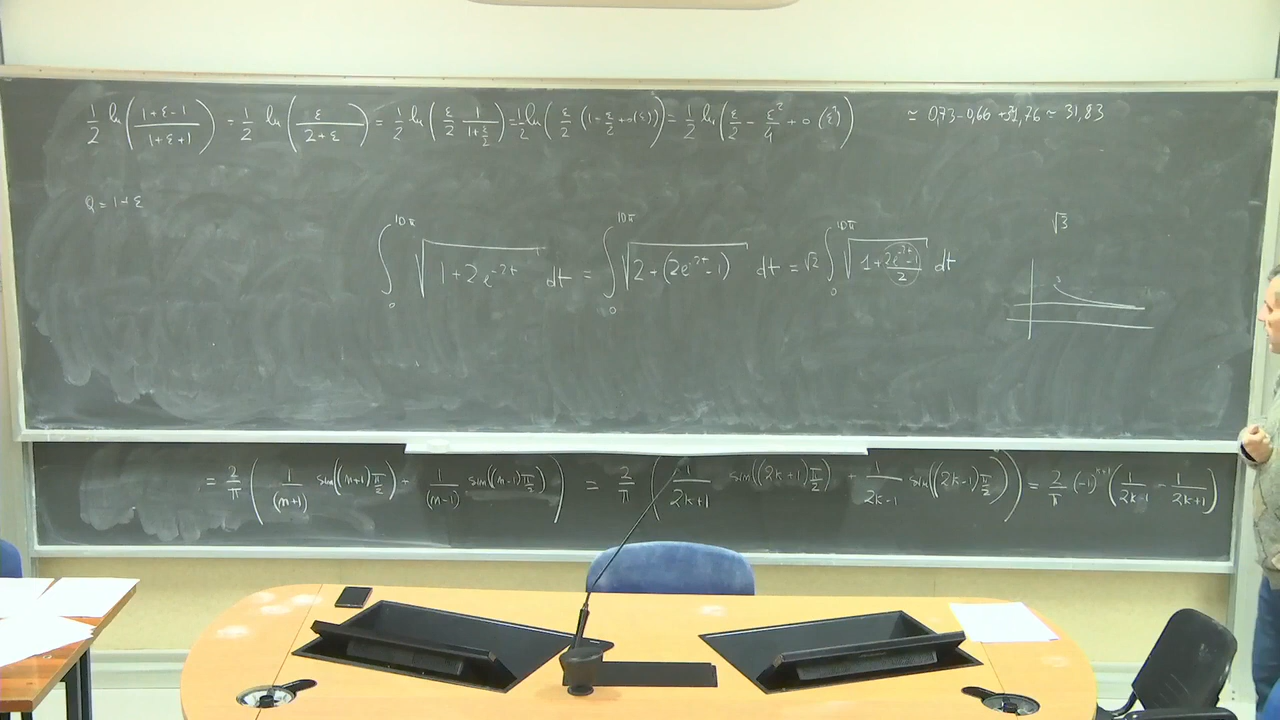 1/2 ln((1+ε-1)/(1+ε+1)) = 1/2 ln(ε/(2+ε)) = 1/2 ln(ε/2 · 1/(1+ε/2)) = 1/2 ln(ε/2 (1-ε/2+o(ε))) = 1/2 ln(ε/2 - ε²/4 + o(ε²)) ≃ 0,73-0,66+31,76 ≃ 31,83
Q = 1+ε
√3
∫_0^{10π} √(1+2e^{-2t}) dt = ∫_0^{10π} √(2+(2e^{-2t}-1)) dt = √2 ∫_0^{10π} √(1+(2e^{-2t}-1)/2) dt
= 2/π (1/(n+1) sin((n+1)π/2) + 1/(n-1) sin((n-1)π/2)) = 2/π (1/(2k+1) sin((2k+1)π/2) + 1/(2k-1) sin((2k-1)π/2)) = 2/π (-1)^{k+1} (1/(2k-1) - 1/(2k+1))